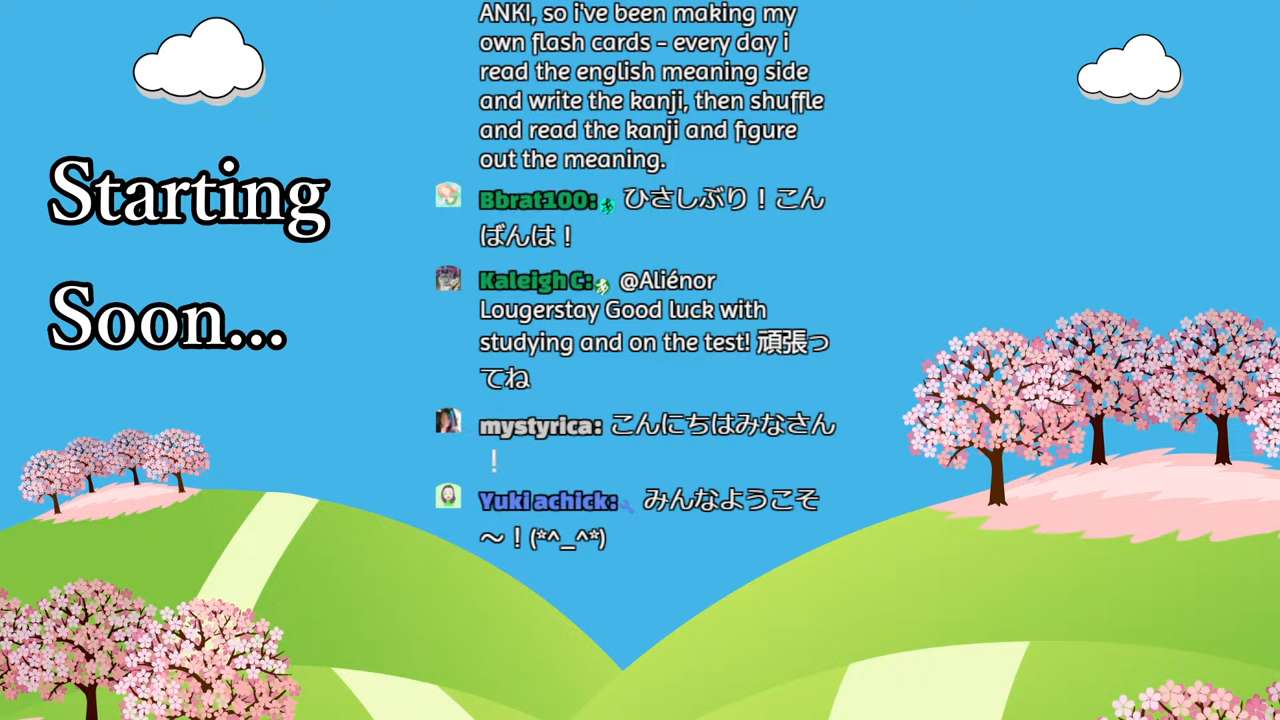 Starting
Soon...
ANKI, so i've been making my
own flash cards - every day i
read the english meaning side
and write the kanji, then shuffle
and read the kanji and figure
out the meaning.
Bbrat100: ひさしぶり！こん
ばんは！
Kaleigh C: @Aliénor
Lougerstay Good luck with
studying and on the test! 頑張っ
てね
mystyrica: こんにちはみなさん
！
Yuki achick: みんなようこそ
～！(*^_^*)